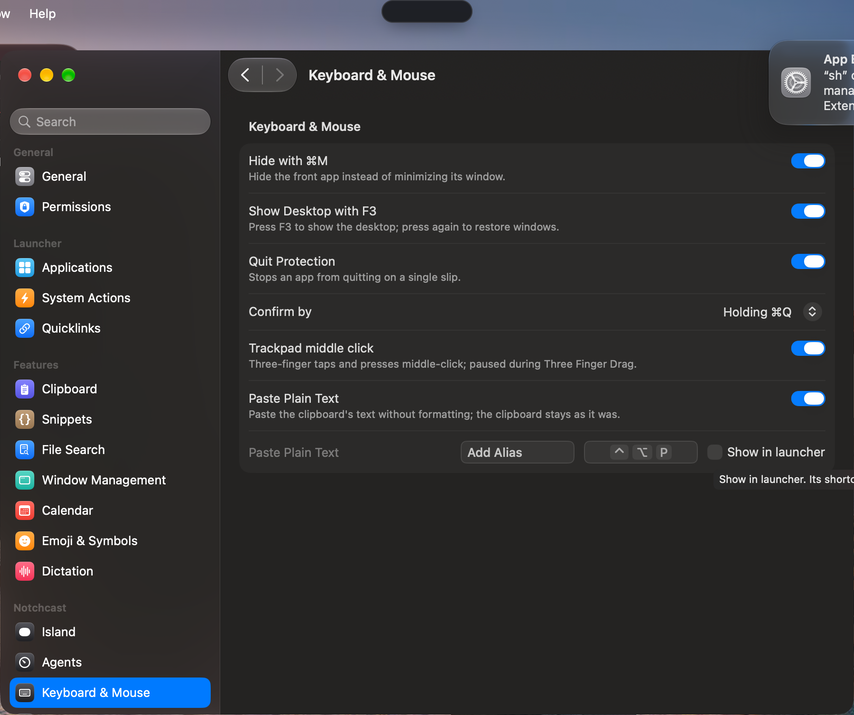 Help
Keyboard & Mouse
Search
General
General
Permissions
Launcher
Applications
System Actions
Quicklinks
Features
Clipboard
Snippets
File Search
Window Management
Calendar
Emoji & Symbols
Dictation
Notchcast
Island
Agents
Keyboard & Mouse
Keyboard & Mouse
Hide with ⌘M
Hide the front app instead of minimizing its window.
Show Desktop with F3
Press F3 to show the desktop; press again to restore windows.
Quit Protection
Stops an app from quitting on a single slip.
Confirm by Holding ⌘Q
Trackpad middle click
Three-finger taps and presses middle-click; paused during Three Finger Drag.
Paste Plain Text
Paste the clipboard's text without formatting; the clipboard stays as it was.
Paste Plain Text Add Alias ⌃ ⌥ P Show in launcher
Show in launcher. Its
App
"sh"